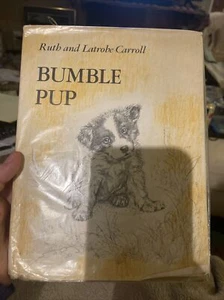 Ruth and Latrobe Carroll
BUMBLE
PUP